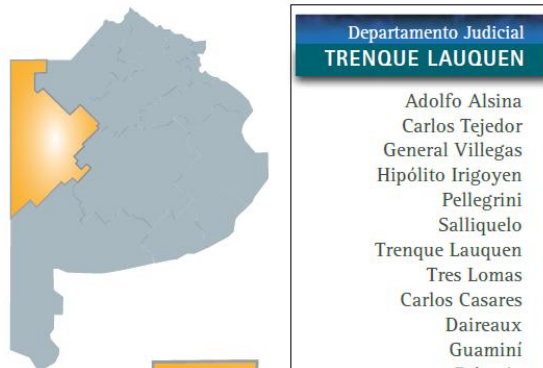 Departamento Judicial
TRENQUE LAUQUEN
Adolfo Alsina
Carlos Tejedor
General Villegas
Hipólito Irigoyen
Pellegrini
Salliquelo
Trenque Lauquen
Tres Lomas
Carlos Casares
Daireaux
Guaminí